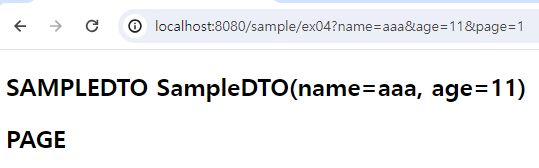 localhost:8080/sample/ex04?name=aaa&age=11&page=1
SAMPLEDTO SampleDTO(name=aaa, age=11)
PAGE